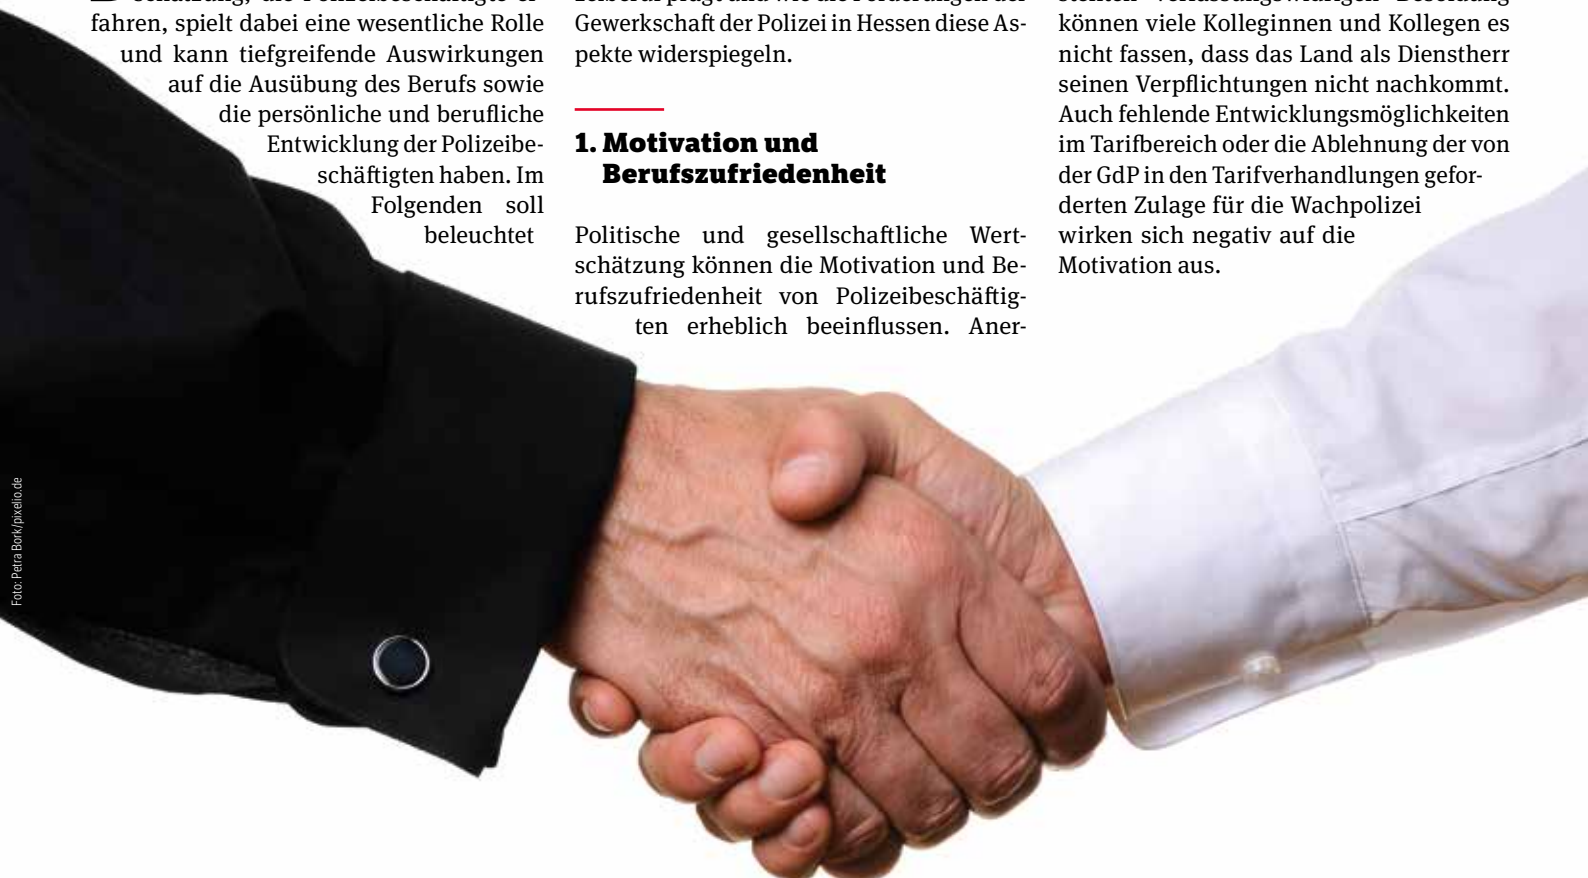 fahren, spielt dabei eine wesentliche Rolle
und kann tiefgreifende Auswirkungen
auf die Ausübung des Berufs sowie
die persönliche und berufliche
Entwicklung der Polizeibe-
schäftigten haben. Im
Folgenden soll
beleuchtet
Gewerkschaft der Polizei in Hessen diese As-
pekte widerspiegeln.
1. Motivation und
Berufszufriedenheit
Politische und gesellschaftliche Wert-
schätzung können die Motivation und Be-
rufszufriedenheit von Polizeibeschäftig-
ten erheblich beeinflussen. Aner-
können viele Kolleginnen und Kollegen es
nicht fassen, dass das Land als Dienstherr
seinen Verpflichtungen nicht nachkommt.
Auch fehlende Entwicklungsmöglichkeiten
im Tarifbereich oder die Ablehnung der von
der GdP in den Tarifverhandlungen gefor-
derten Zulage für die Wachpolizei
wirken sich negativ auf die
Motivation aus.
Foto: Petra Bork/pixelio.de